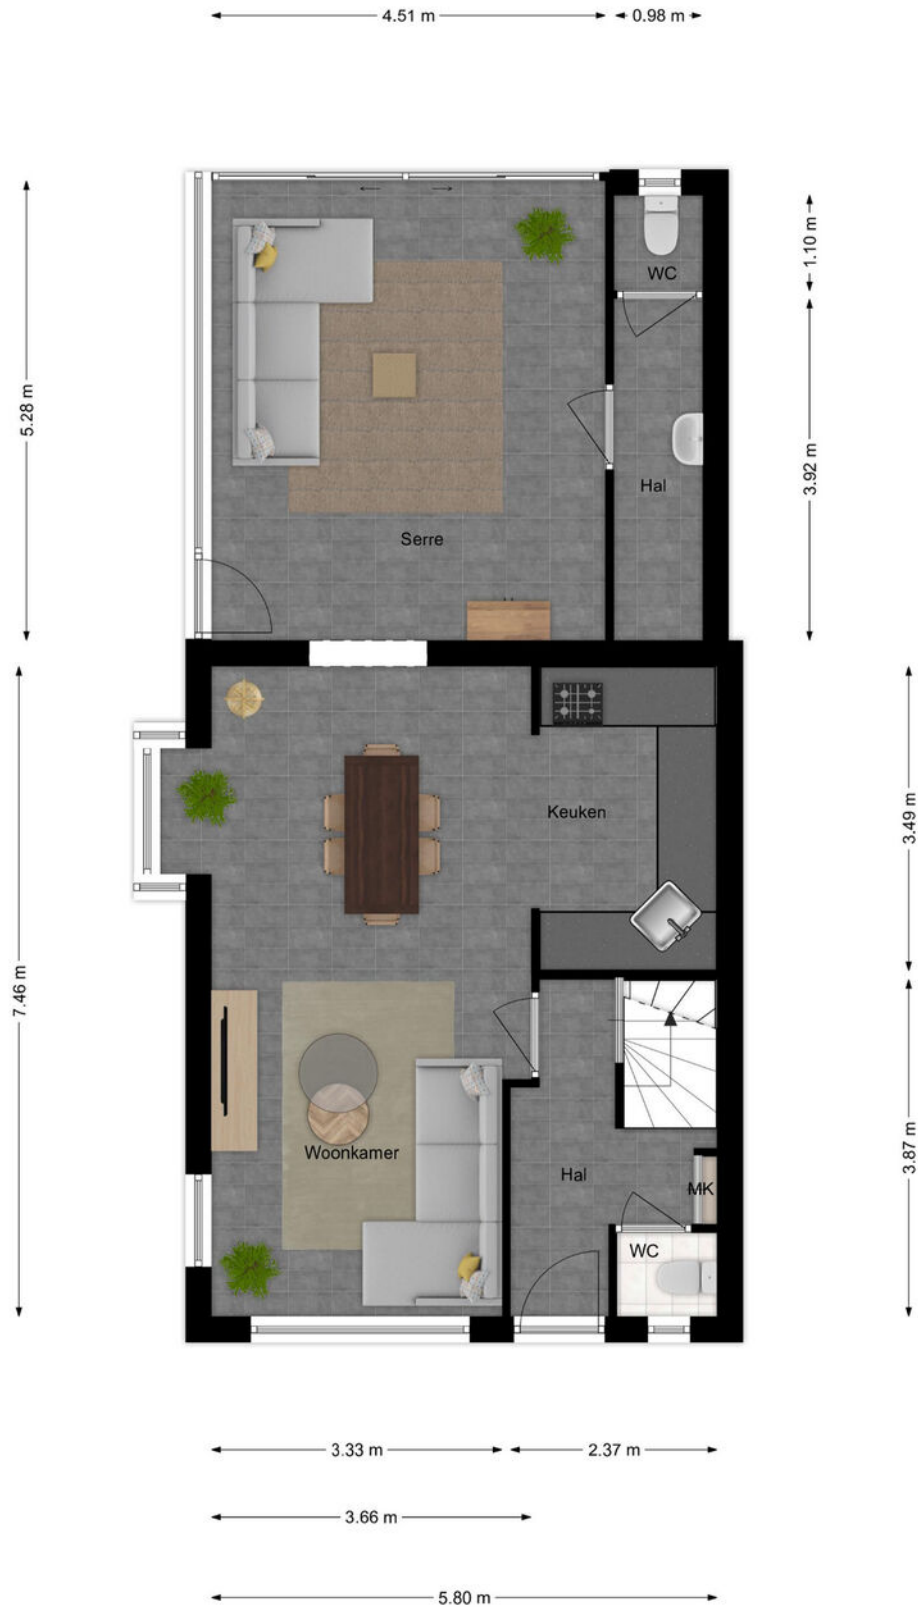 4.51 m
0.98 m
1.10 m
WC
5.28 m
3.92 m
Hal
Serre
3.49 m
Keuken
7.46 m
3.87 m
Woonkamer
Hal
MK
WC
3.33 m
2.37 m
3.66 m
5.80 m